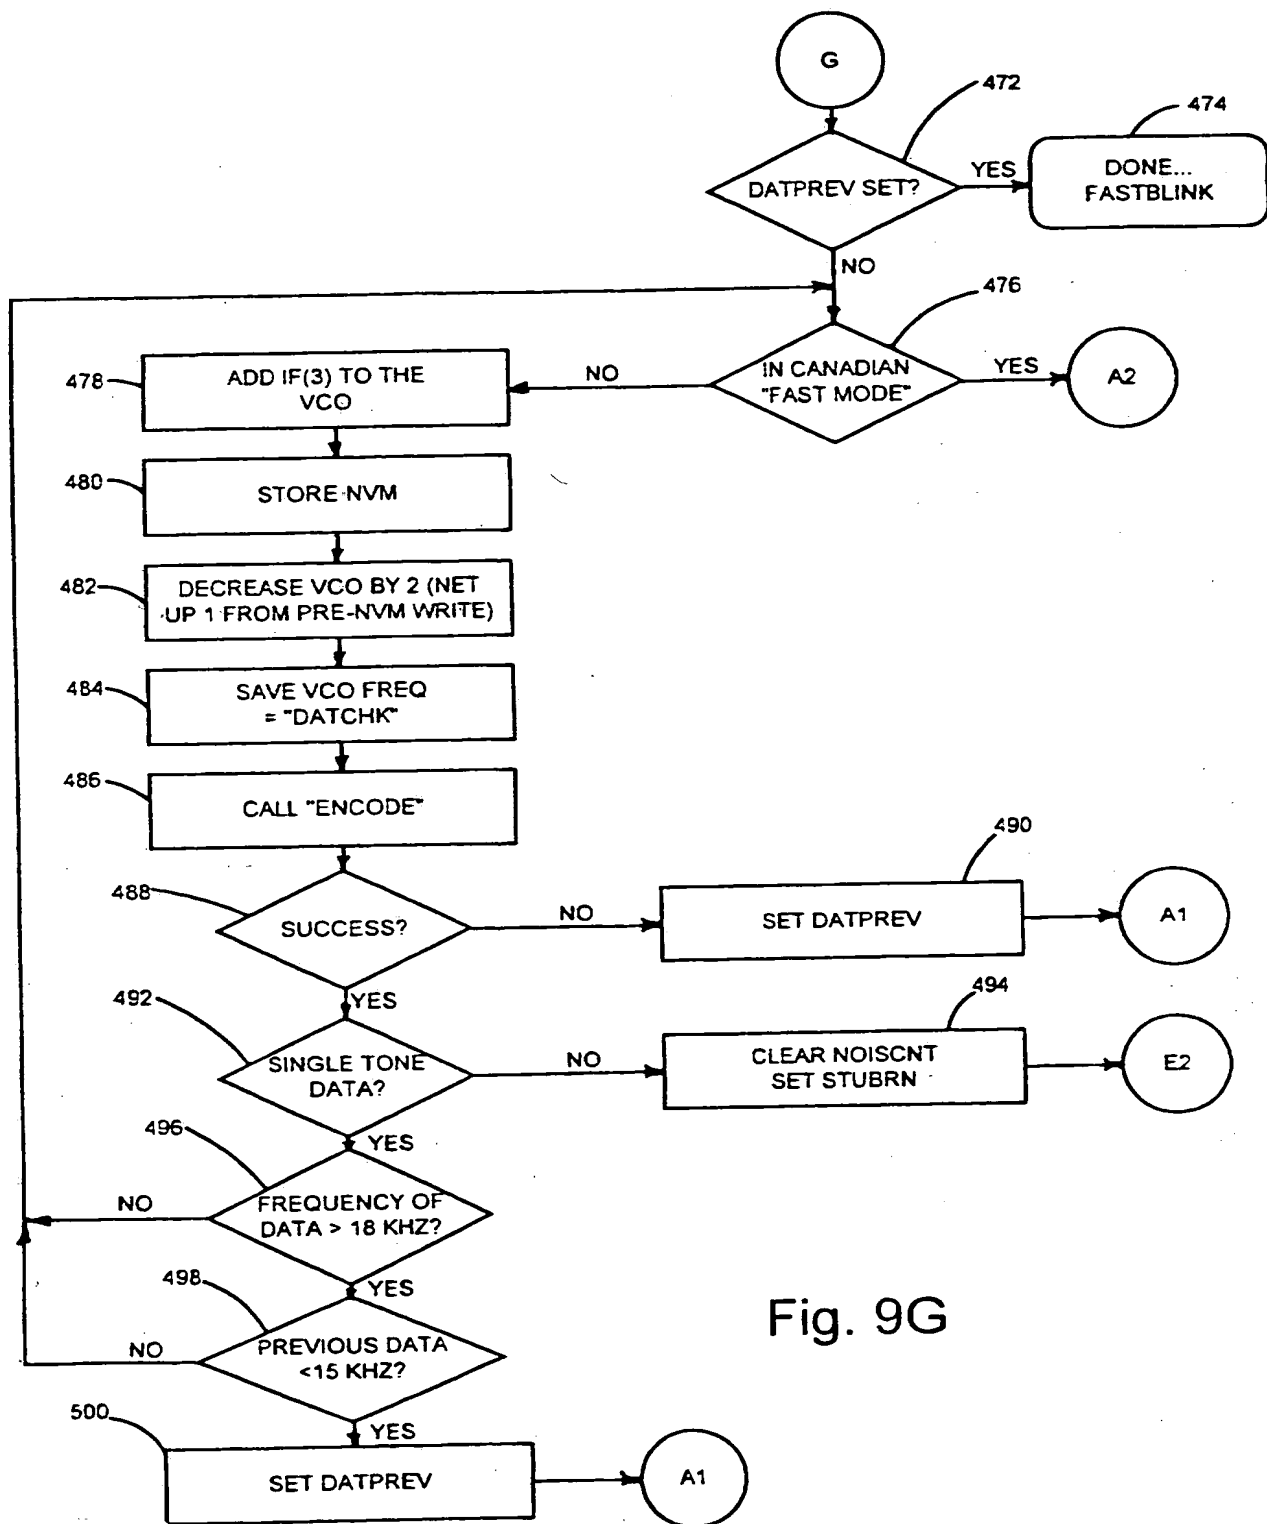 G
472
474
DATPREV SET?
YES
DONE...
FASTBLINK
NO
476
478
ADD IF(3) TO THE
VCO
NO
IN CANADIAN
"FAST MODE"
YES
A2
480
STORE NVM
482
DECREASE VCO BY 2 (NET
UP 1 FROM PRE-NVM WRITE)
484
SAVE VCO FREQ
= "DATCHK"
486
CALL "ENCODE"
488
SUCCESS?
NO
490
SET DATPREV
A1
YES
492
SINGLE TONE
DATA?
NO
494
CLEAR NOISCNT
SET STUBRN
E2
YES
496
NO
FREQUENCY OF
DATA > 18 KHZ?
YES
498
NO
PREVIOUS DATA
<15 KHZ?
Fig. 9G
YES
500
SET DATPREV
A1